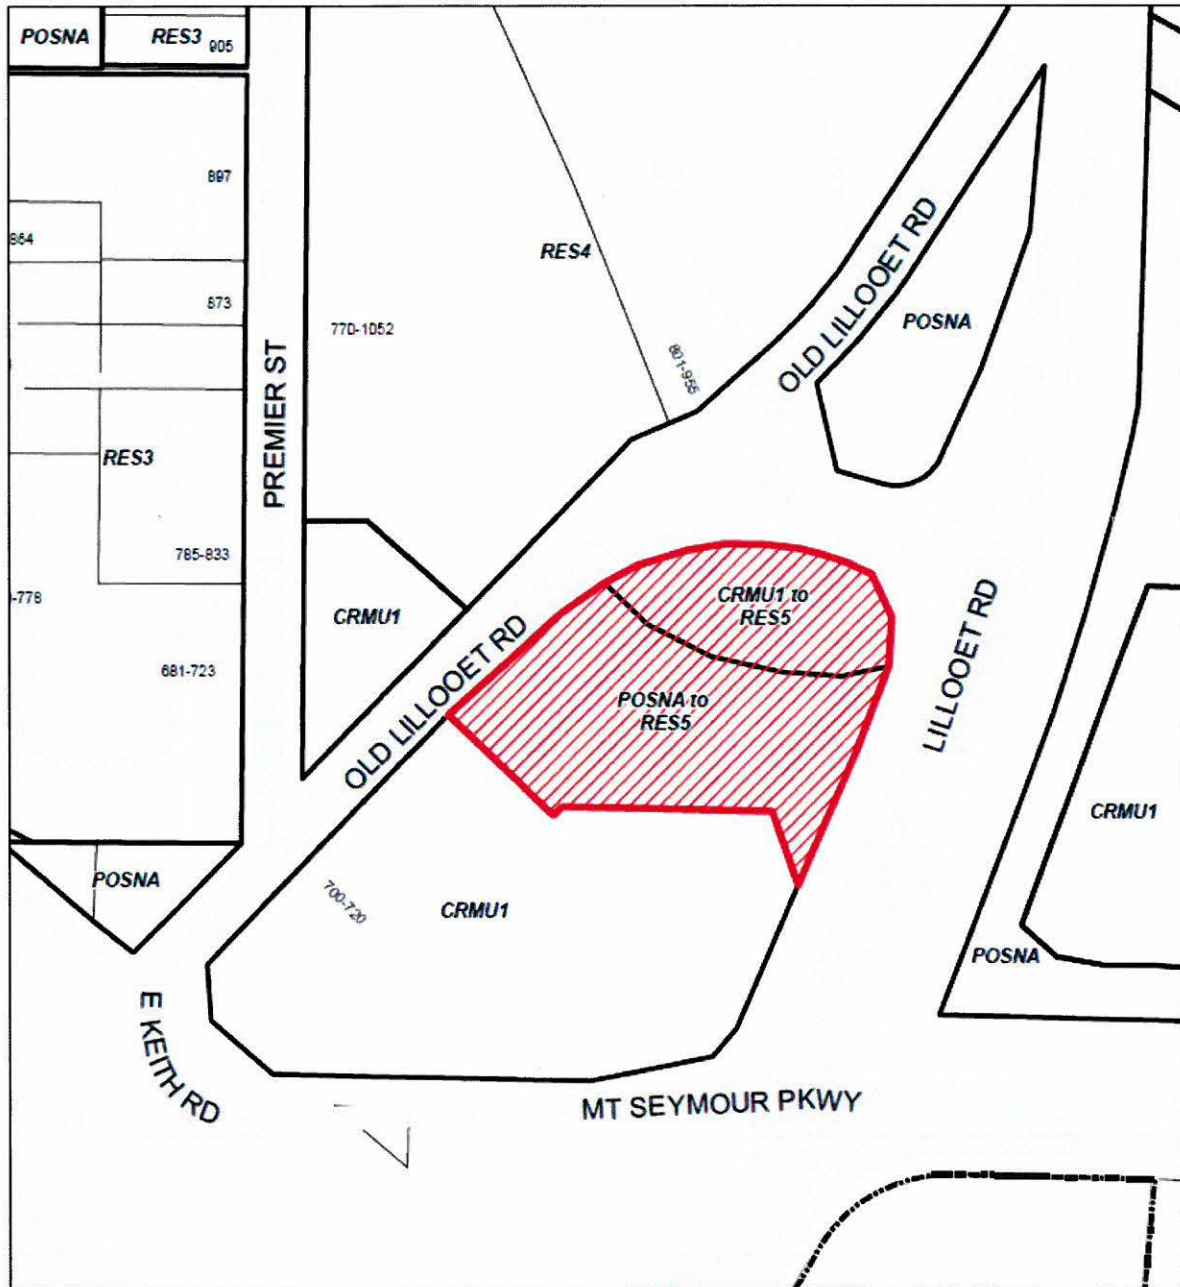 POSNA
RES3
905
897
864
873
RES3
785-833
-778
681-723
POSNA
PREMIER ST
770-1052
RES4
801-955
OLD LILLOOET RD
POSNA
CRMU1
OLD LILLOOET RD
CRMU1 to
RES5
POSNA to
RES5
LILLOOET RD
CRMU1
POSNA
700-720
CRMU1
E KEITH RD
MT SEYMOUR PKWY